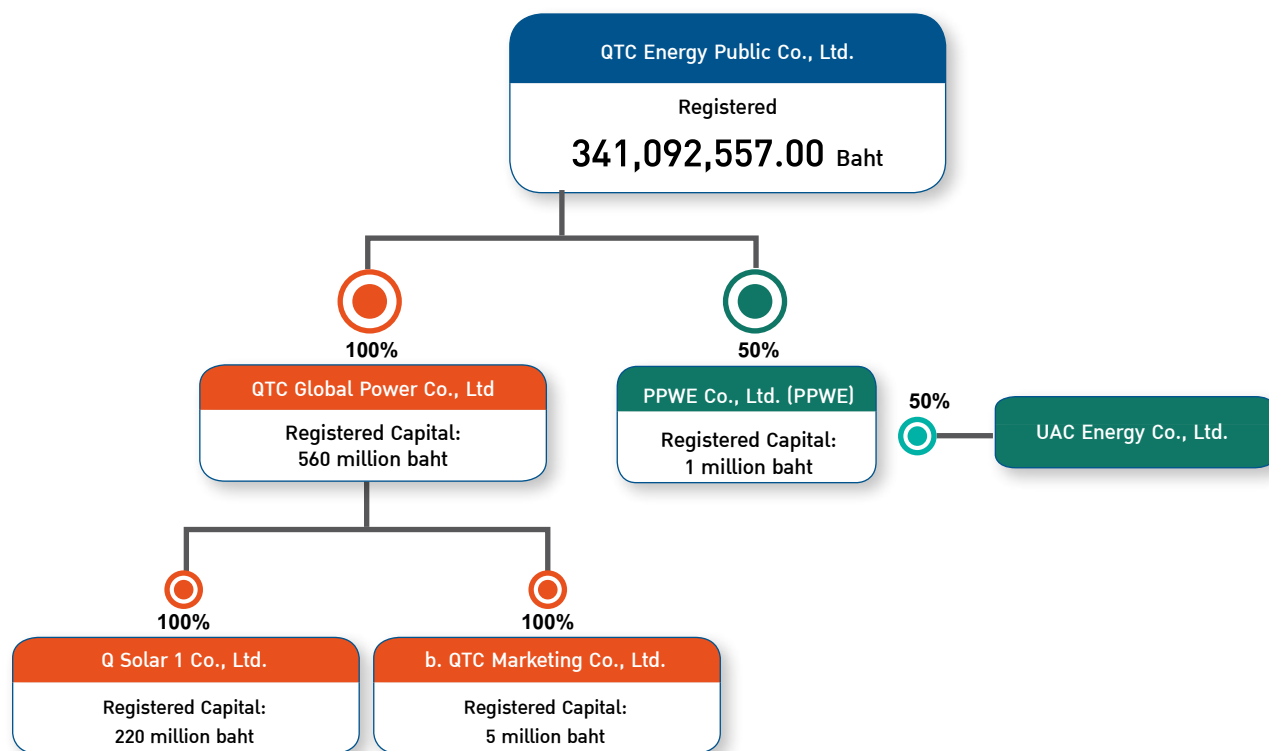 QTC Energy Public Co., Ltd.
Registered
341,092,557.00 Baht
100%
QTC Global Power Co., Ltd
Registered Capital:
560 million baht
50%
PPWE Co., Ltd. (PPWE)
Registered Capital:
1 million baht
50%
UAC Energy Co., Ltd.
100%
Q Solar 1 Co., Ltd.
Registered Capital:
220 million baht
100%
b. QTC Marketing Co., Ltd.
Registered Capital:
5 million baht